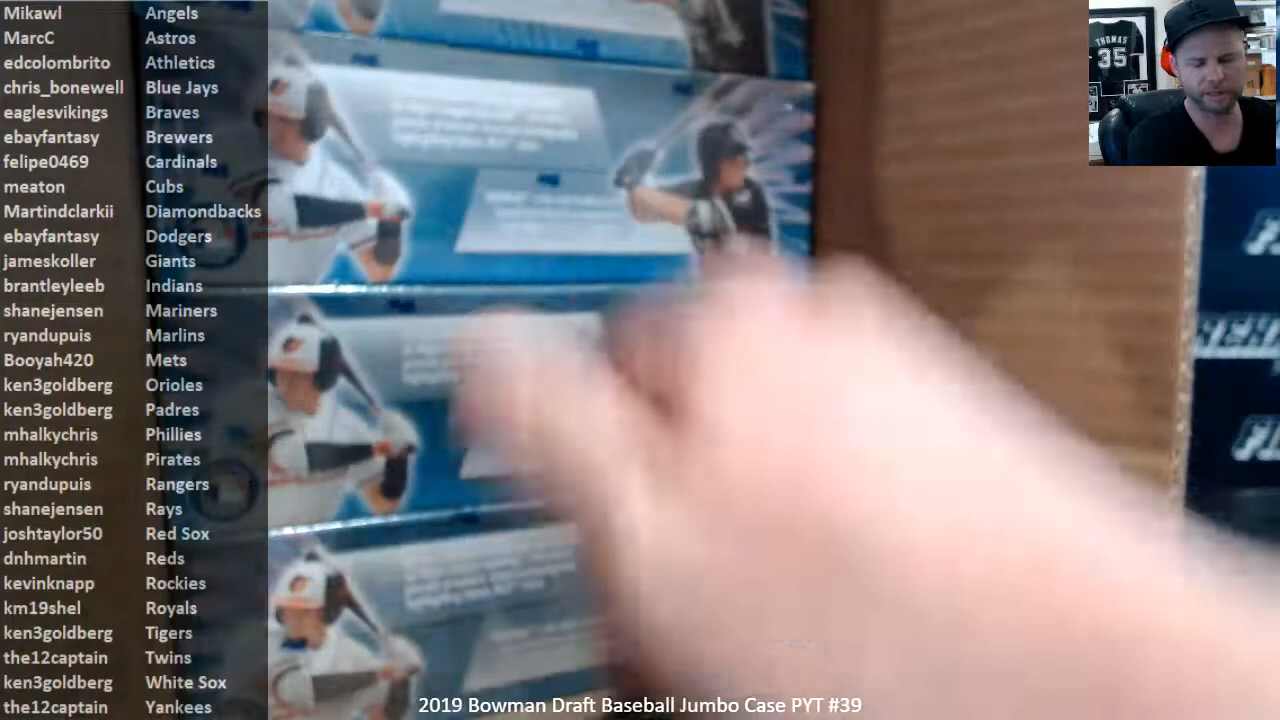 Mikawl Angels
MarcC Astros
edcolombrito Athletics
chris_bonewell Blue Jays
eaglesvikings Braves
ebayfantasy Brewers
felipe0469 Cardinals
meaton Cubs
Martindclarkii Diamondbacks
ebayfantasy Dodgers
jameskoller Giants
brantleyleeb Indians
shanejensen Mariners
ryandupuis Marlins
Booyah420 Mets
ken3goldberg Orioles
ken3goldberg Padres
mhalkychris Phillies
mhalkychris Pirates
ryandupuis Rangers
shanejensen Rays
joshtaylor50 Red Sox
dnhmartin Reds
kevinknapp Rockies
km19shel Royals
ken3goldberg Tigers
the12captain Twins
ken3goldberg White Sox
the12captain Yankees
THOMAS
35
2019 Bowman Draft Baseball Jumbo Case PYT #39